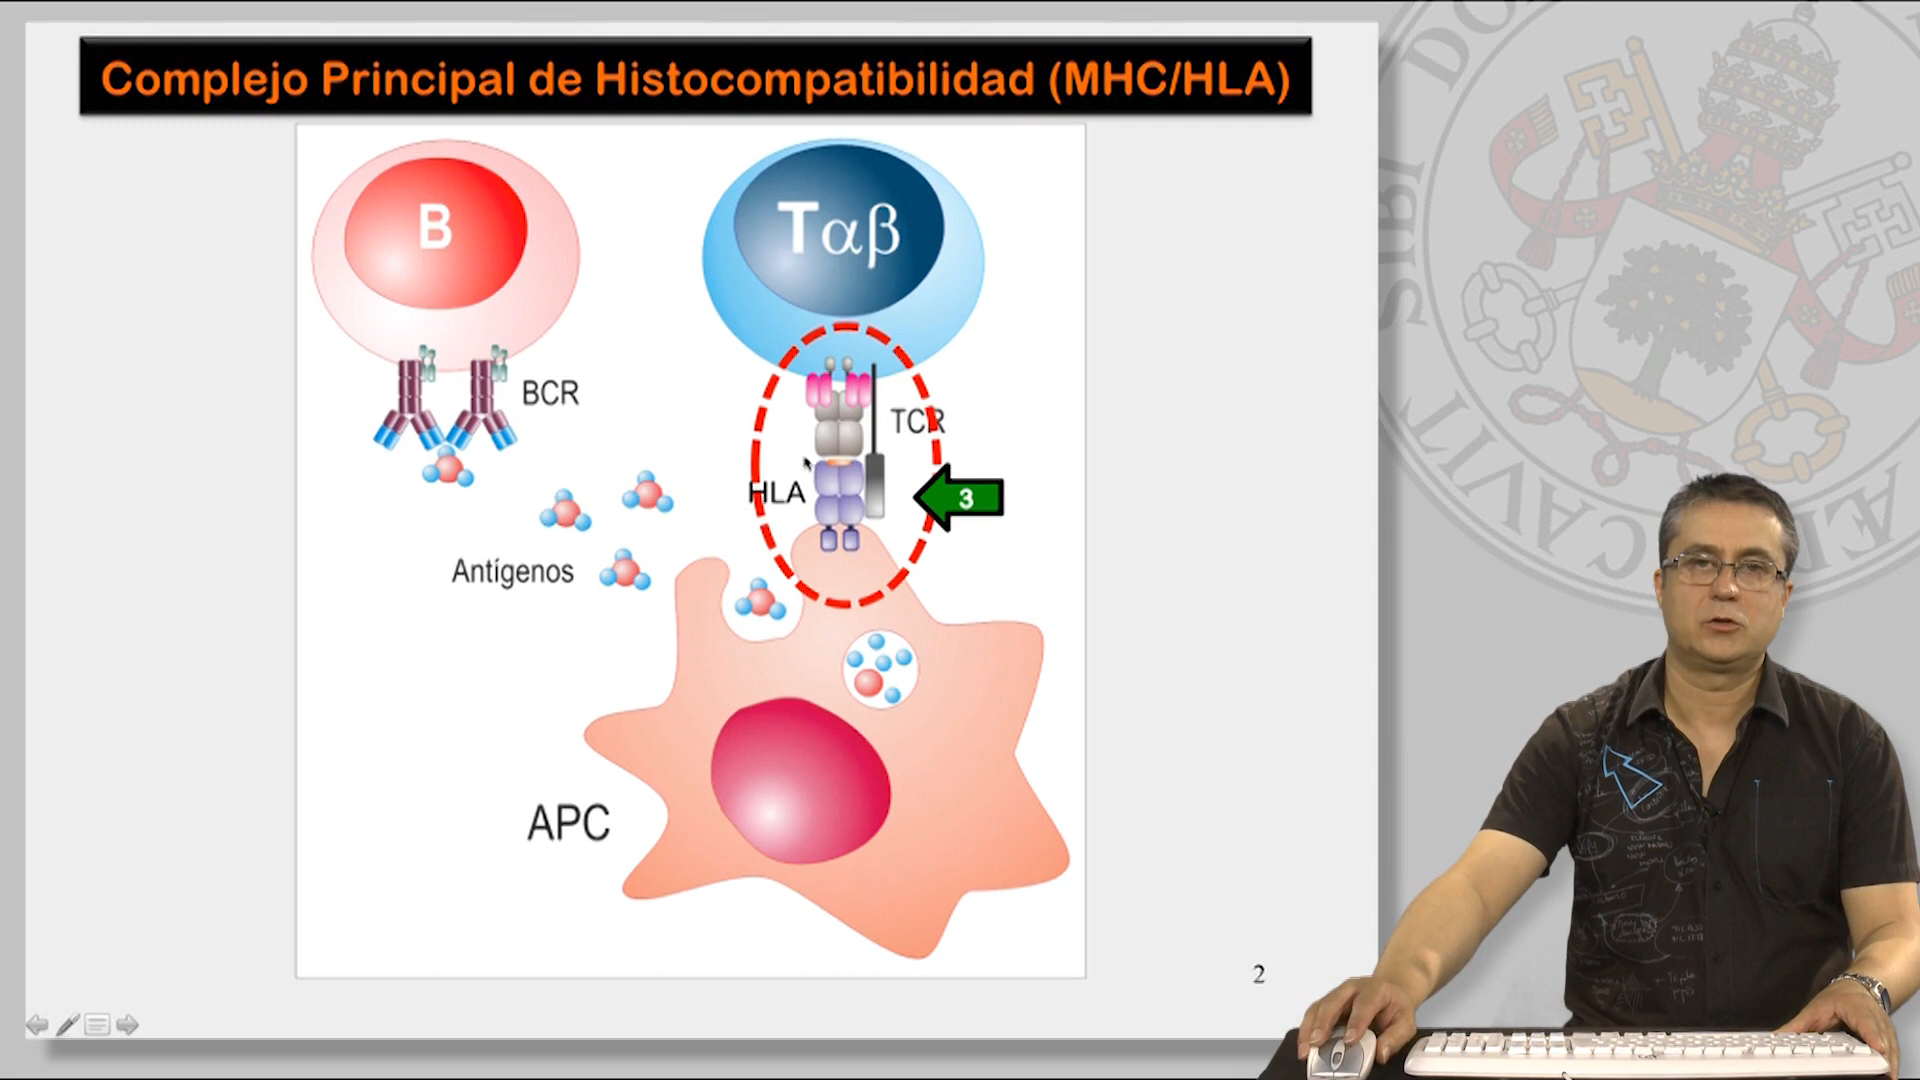 Complejo Principal de Histocompatibilidad (MHC/HLA)
B
Tαβ
BCR
TCR
HLA
3
Antígenos
APC
2